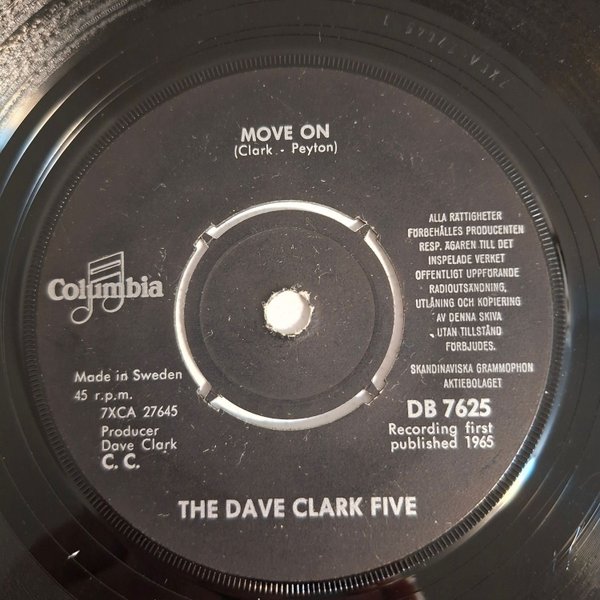 MOVE ON
(Clark - Peyton)
Columbia
Made in Sweden
45 r.p.m.
7XCA 27645
Producer
Dave Clark
C. C.
ALLA RÄTTIGHETER
FÖRBEHÅLLES PRODUCENTEN
RESP. ÄGAREN TILL DET
INSPELADE VERKET
OFFENTLIGT UPPFÖRANDE
RADIOUTSÄNDNING,
UTLÅNING OCH KOPIERING
AV DENNA SKIVA
UTAN TILLSTÅND
FÖRBJUDES.
SKANDINAVISKA GRAMMOPHON
AKTIEBOLAGET
DB 7625
Recording first
published 1965
THE DAVE CLARK FIVE